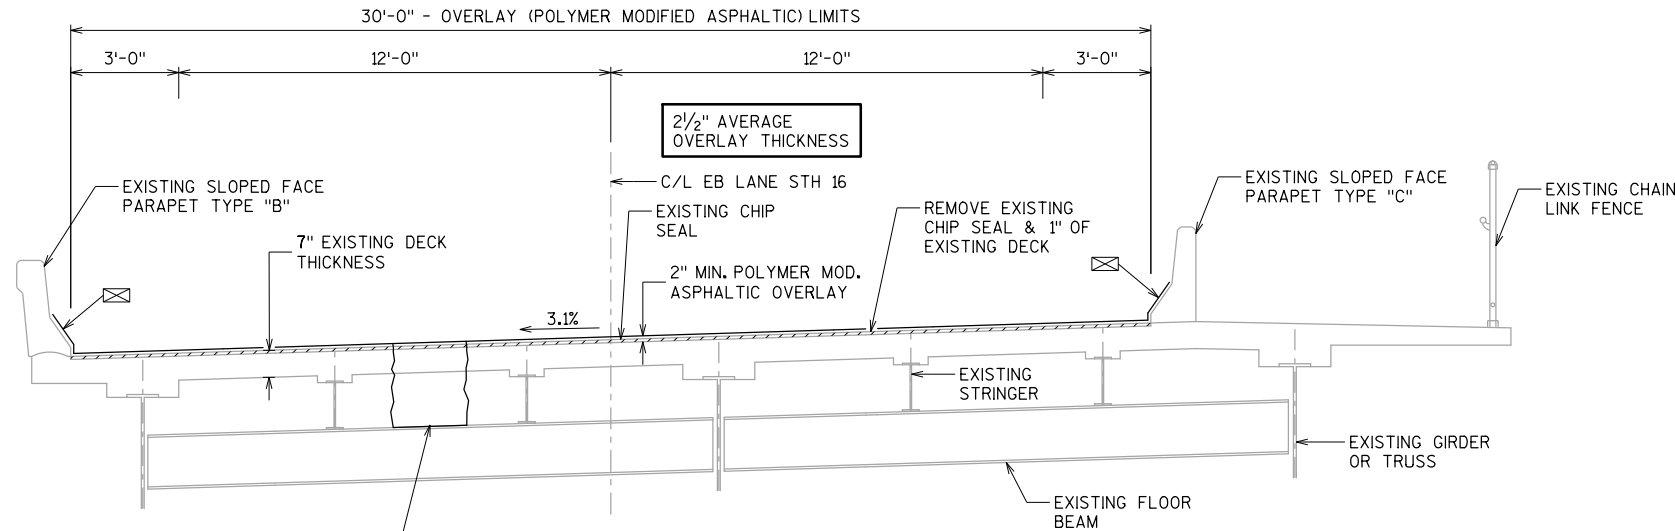 30'-0" - OVERLAY (POLYMER MODIFIED ASPHALTIC) LIMITS
3'-0"
12'-0"
12'-0"
3'-0"
2 1/2" AVERAGE
OVERLAY THICKNESS
C/L EB LANE STH 16
EXISTING SLOPED FACE
PARAPET TYPE "B"
EXISTING CHIP
SEAL
REMOVE EXISTING
CHIP SEAL & 1" OF
EXISTING DECK
EXISTING SLOPED FACE
PARAPET TYPE "C"
EXISTING CHAIN
LINK FENCE
7" EXISTING DECK
THICKNESS
2" MIN. POLYMER MOD.
ASPHALTIC OVERLAY
3.1%
EXISTING
STRINGER
EXISTING GIRDER
OR TRUSS
EXISTING FLOOR
BEAM